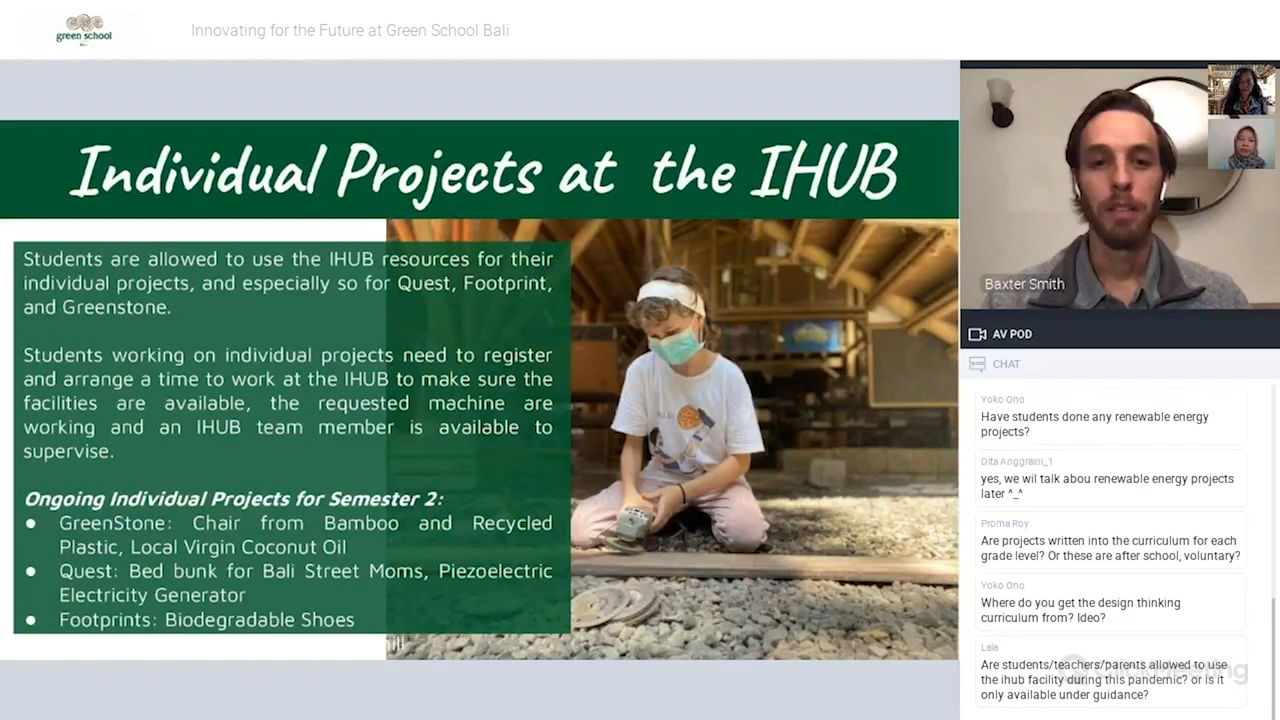 green school
Innovating for the Future at Green School Bali
Individual Projects at the IHUB
Students are allowed to use the IHUB resources for their
individual projects, and especially so for Quest, Footprint,
and Greenstone.
Students working on individual projects need to register
and arrange a time to work at the IHUB to make sure the
facilities are available, the requested machine are
working and an IHUB team member is available to
supervise.
Ongoing Individual Projects for Semester 2:
● GreenStone: Chair from Bamboo and Recycled
Plastic, Local Virgin Coconut Oil
● Quest: Bed bunk for Bali Street Moms, Piezoelectric
Electricity Generator
● Footprints: Biodegradable Shoes
Baxter Smith
AV POD
CHAT
Yoko Ono
Have students done any renewable energy
projects?
Dita Anggraini_1
yes, we wil talk abou renewable energy projects
later ^_^
Proma Roy
Are projects written into the curriculum for each
grade level? Or these are after school, voluntary?
Yoko Ono
Where do you get the design thinking
curriculum from? Ideo?
Lala
Are students/teachers/parents allowed to use
the ihub facility during this pandemic? or is it
only available under guidance?